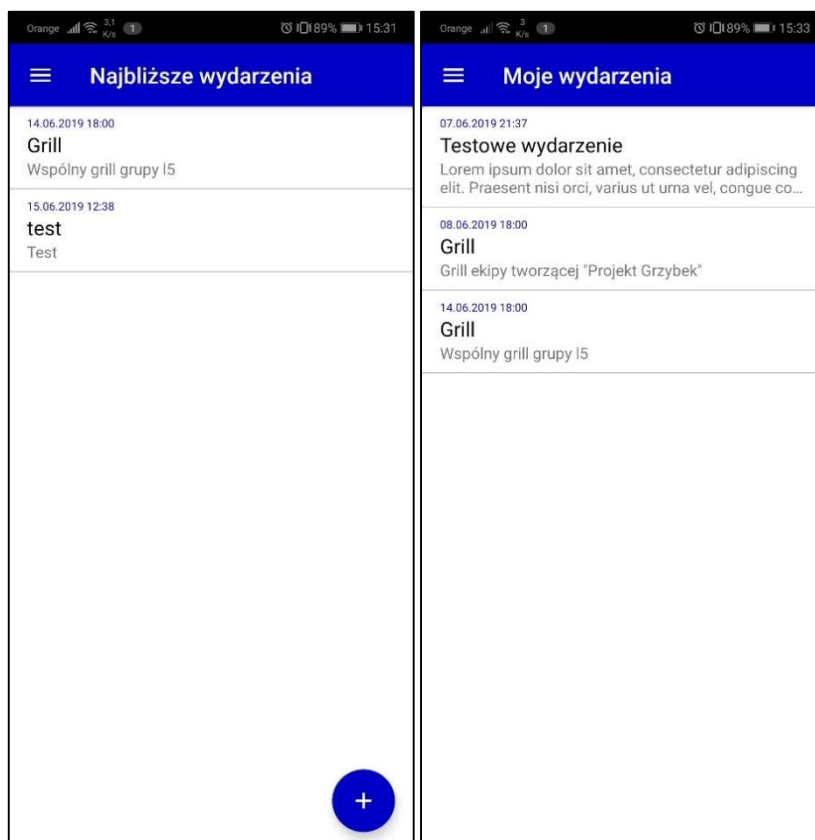 Orange 3,1 K/s 1 89% 15:31
Najbliższe wydarzenia
14.06.2019 18:00
Grill
Wspólny grill grupy I5
15.06.2019 12:38
test
Test
+
Orange 3 K/s 1 89% 15:33
Moje wydarzenia
07.06.2019 21:37
Testowe wydarzenie
Lorem ipsum dolor sit amet, consectetur adipiscing
elit. Praesent nisi orci, varius ut urna vel, congue co...
08.06.2019 18:00
Grill
Grill ekipy tworzącej "Projekt Grzybek"
14.06.2019 18:00
Grill
Wspólny grill grupy I5